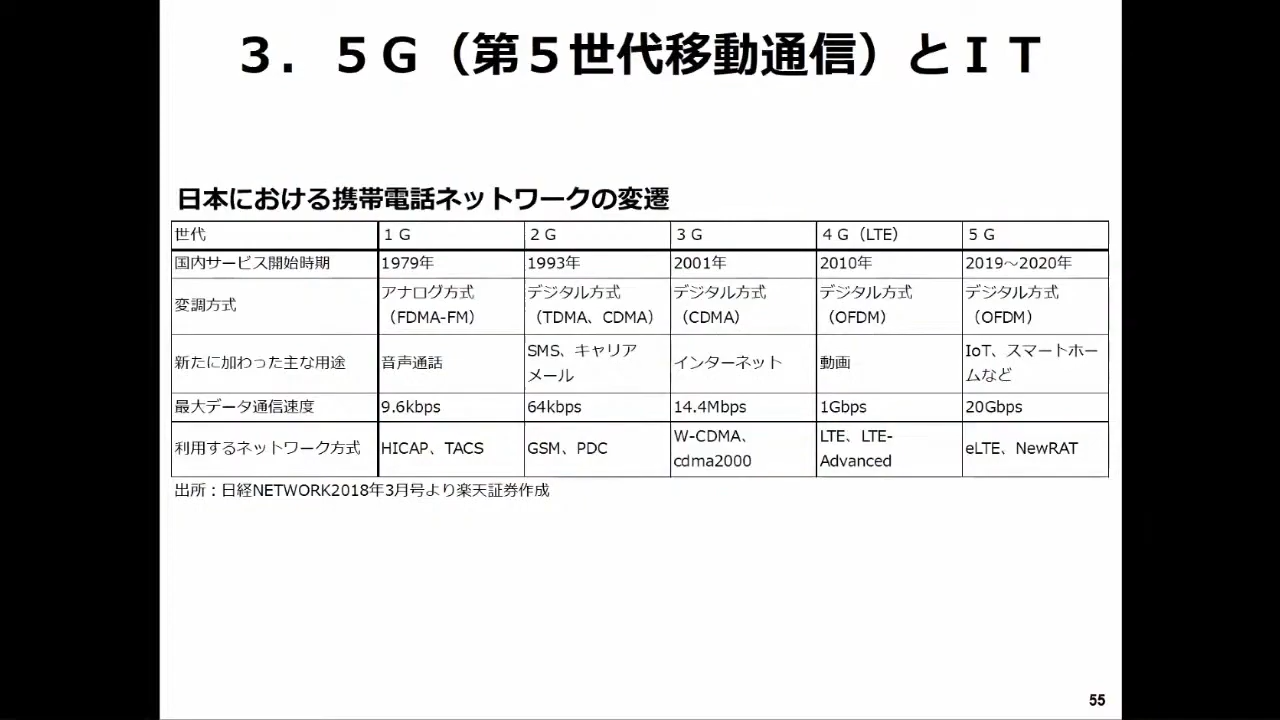 ３．５Ｇ（第５世代移動通信）とＩＴ
日本における携帯電話ネットワークの変遷
世代 １Ｇ ２Ｇ ３Ｇ ４Ｇ（LTE） ５Ｇ
国内サービス開始時期 1979年 1993年 2001年 2010年 2019～2020年
変調方式 アナログ方式（FDMA-FM） デジタル方式（TDMA、CDMA） デジタル方式（CDMA） デジタル方式（OFDM） デジタル方式（OFDM）
新たに加わった主な用途 音声通話 SMS、キャリアメール インターネット 動画 IoT、スマートホームなど
最大データ通信速度 9.6kbps 64kbps 14.4Mbps 1Gbps 20Gbps
利用するネットワーク方式 HICAP、TACS GSM、PDC W-CDMA、cdma2000 LTE、LTE-Advanced eLTE、NewRAT
出所：日経NETWORK2018年3月号より楽天証券作成
55